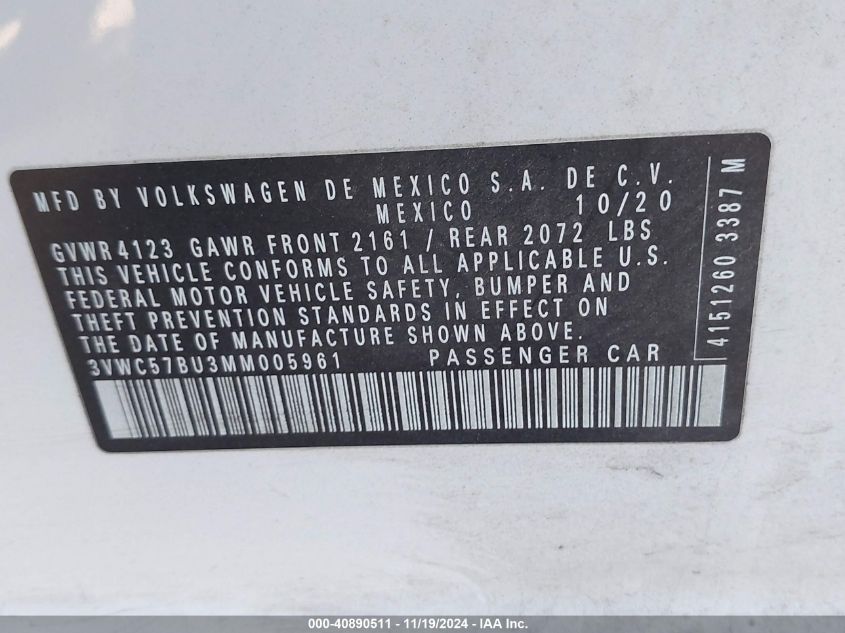 MFD BY VOLKSWAGEN DE MEXICO S.A. DE C.V.
MEXICO 10/20
GVWR 4123 GAWR FRONT 2161 / REAR 2072 LBS
THIS VEHICLE CONFORMS TO ALL APPLICABLE U.S.
FEDERAL MOTOR VEHICLE SAFETY, BUMPER AND
THEFT PREVENTION STANDARDS IN EFFECT ON
THE DATE OF MANUFACTURE SHOWN ABOVE.
3VWC57BU3MM005961 PASSENGER CAR
4151260 3387 M
000-40890511 - 11/19/2024 - IAA Inc.